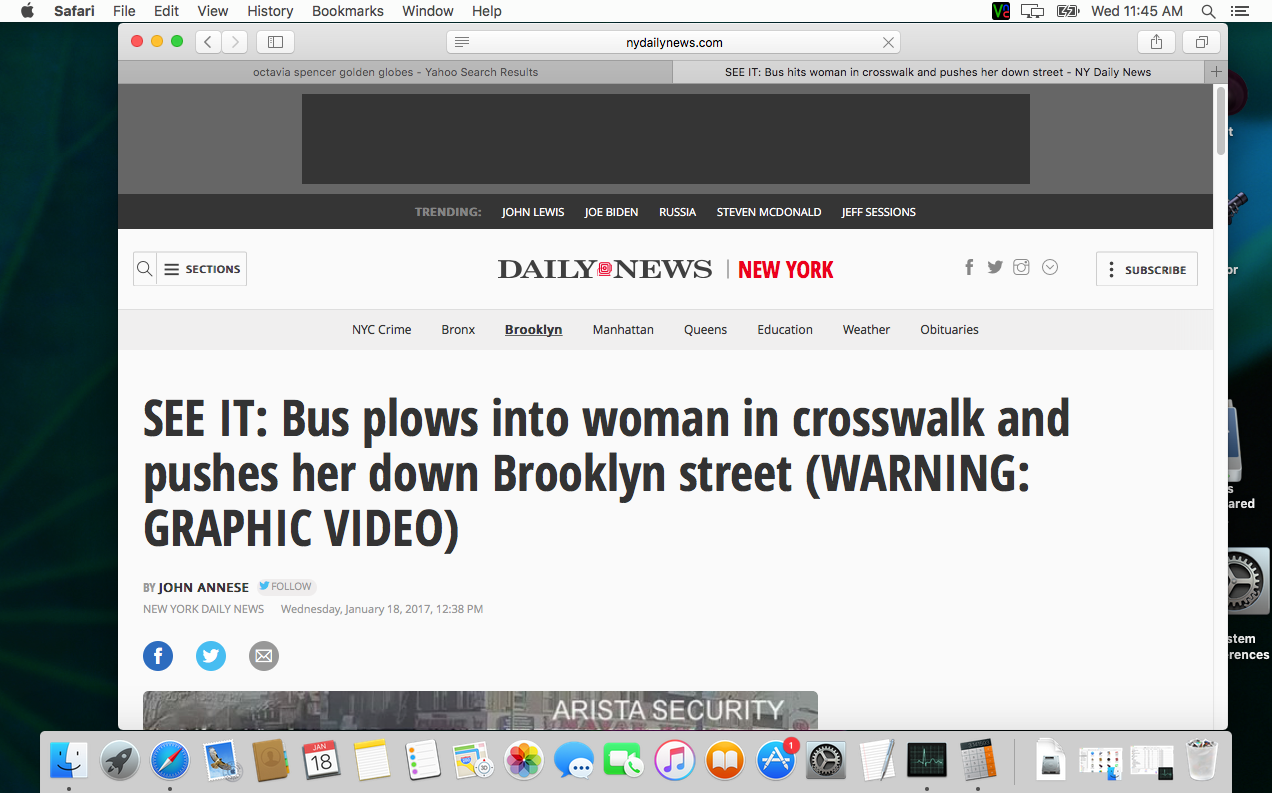 Safari File Edit View History Bookmarks Window Help Wed 11:45 AM
nydailynews.com
octavia spencer golden globes - Yahoo Search Results
SEE IT: Bus hits woman in crosswalk and pushes her down street - NY Daily News
TRENDING: JOHN LEWIS JOE BIDEN RUSSIA STEVEN MCDONALD JEFF SESSIONS
SECTIONS
DAILY NEWS | NEW YORK
SUBSCRIBE
NYC Crime Bronx Brooklyn Manhattan Queens Education Weather Obituaries
SEE IT: Bus plows into woman in crosswalk and
pushes her down Brooklyn street (WARNING:
GRAPHIC VIDEO)
BY JOHN ANNESE FOLLOW
NEW YORK DAILY NEWS Wednesday, January 18, 2017, 12:38 PM
ARISTA SECURITY
t
or
s
ared
stem
rences
JAN
18
1